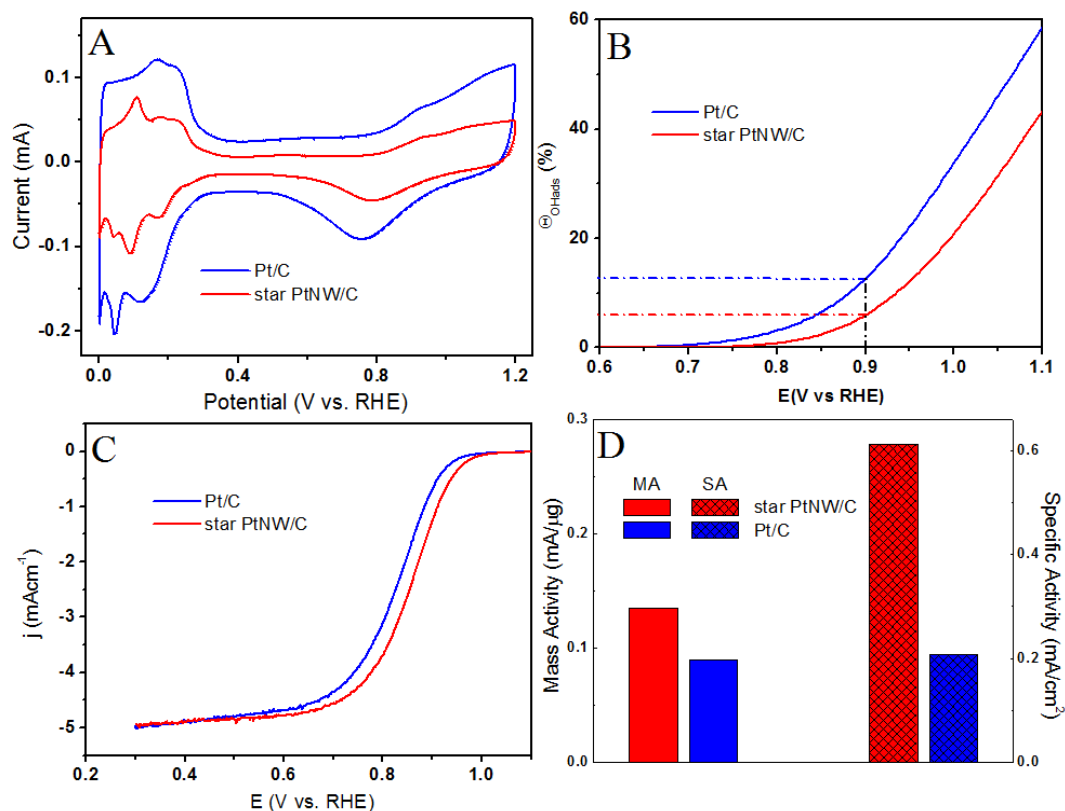 A
Current (mA)
0.1
0.0
-0.1
-0.2
Pt/C
star PtNW/C
0.0 0.4 0.8 1.2
Potential (V vs. RHE)
B
Θ_OHads (%)
60
40
20
0
Pt/C
star PtNW/C
0.6 0.7 0.8 0.9 1.0 1.1
E(V vs RHE)
C
j (mAcm⁻¹)
0
-1
-2
-3
-4
-5
Pt/C
star PtNW/C
0.2 0.4 0.6 0.8 1.0
E (V vs. RHE)
D
Mass Activity (mA/µg)
0.3
0.2
0.1
0.0
MA SA
star PtNW/C
Pt/C
0.6
0.4
0.2
0.0
Specific Activity (mA/cm²)